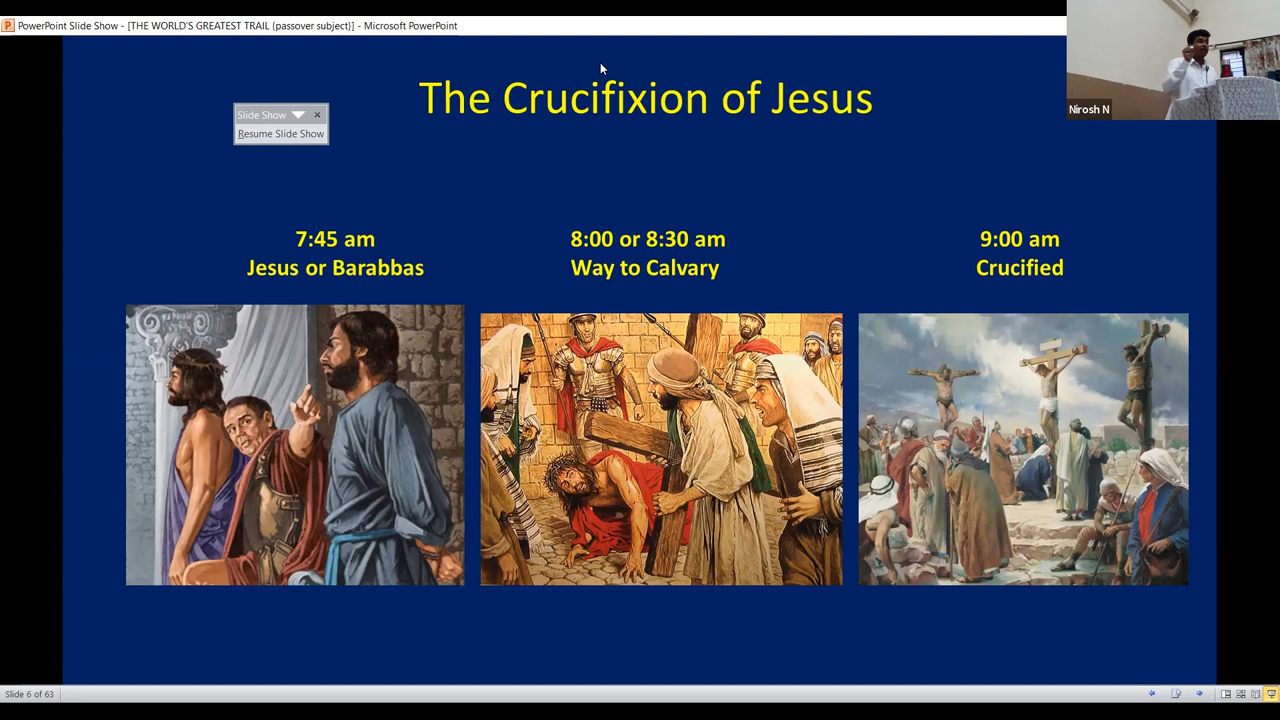 PowerPoint Slide Show - [THE WORLD'S GREATEST TRAIL (passover subject)] - Mirosoft PowerPoint
The Crucifixion of Jesus
Slide Show
Resume Slide Show
Nirosh N
7:45 am
Jesus or Barabbas
8:00 or 8:30 am
Way to Calvary
9:00 am
Crucified
Slide 6 of 63